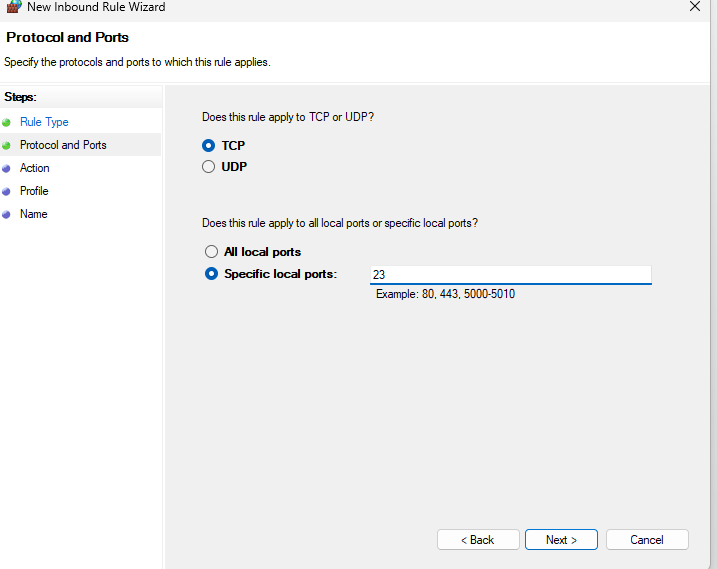 New Inbound Rule Wizard
Protocol and Ports
Specify the protocols and ports to which this rule applies.
Steps:
Rule Type
Protocol and Ports
Action
Profile
Name
Does this rule apply to TCP or UDP?
TCP
UDP
Does this rule apply to all local ports or specific local ports?
All local ports
Specific local ports:
23
Example: 80, 443, 5000-5010
< Back
Next >
Cancel